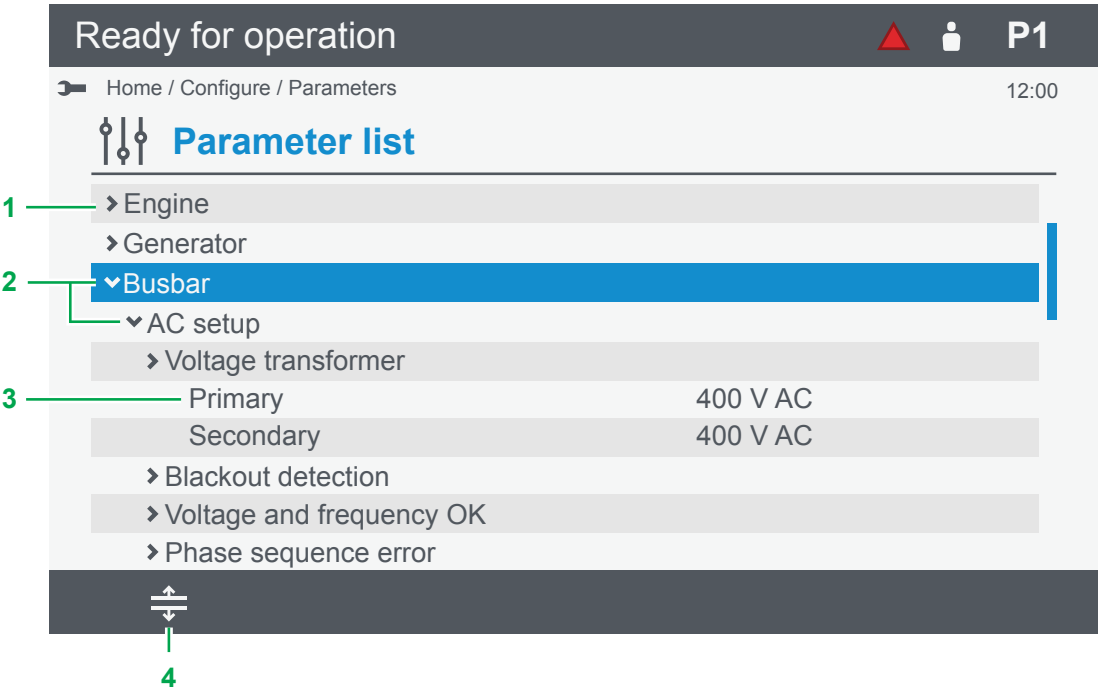 Ready for operation P1
Home / Configure / Parameters 12:00
Parameter list
1 Engine
Generator
2 Busbar
AC setup
Voltage transformer
3 Primary 400 V AC
Secondary 400 V AC
Blackout detection
Voltage and frequency OK
Phase sequence error
4